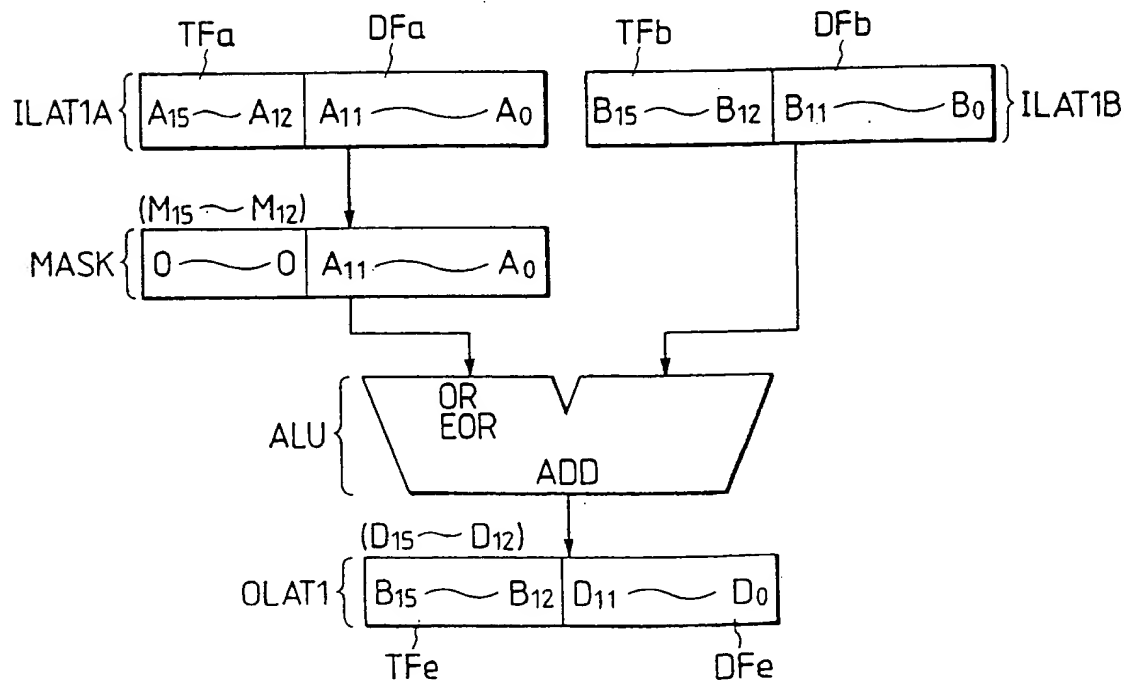 TFa DFa TFb DFb
ILAT1A A15 A12 A11 A0 B15 B12 B11 B0 ILAT1B
(M15 M12)
MASK 0 0 A11 A0
OR
EOR
ALU
ADD
(D15 D12)
OLAT1 B15 B12 D11 D0
TFe DFe